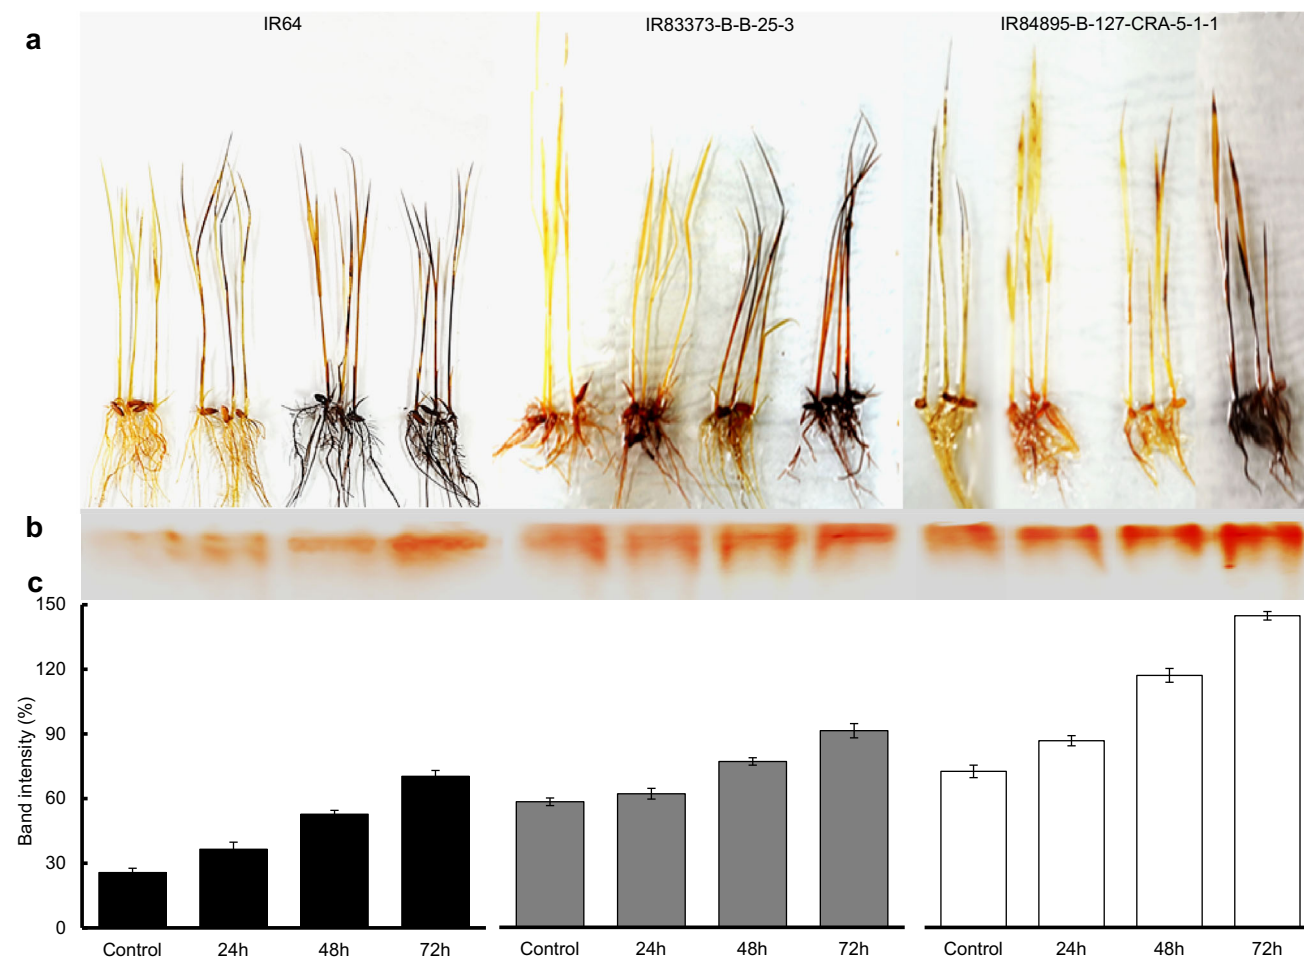 a
IR64
IR83373-B-B-25-3
IR84895-B-127-CRA-5-1-1
b
c
Band intensity (%)
150
120
90
60
30
0
Control 24h 48h 72h
Control 24h 48h 72h
Control 24h 48h 72h